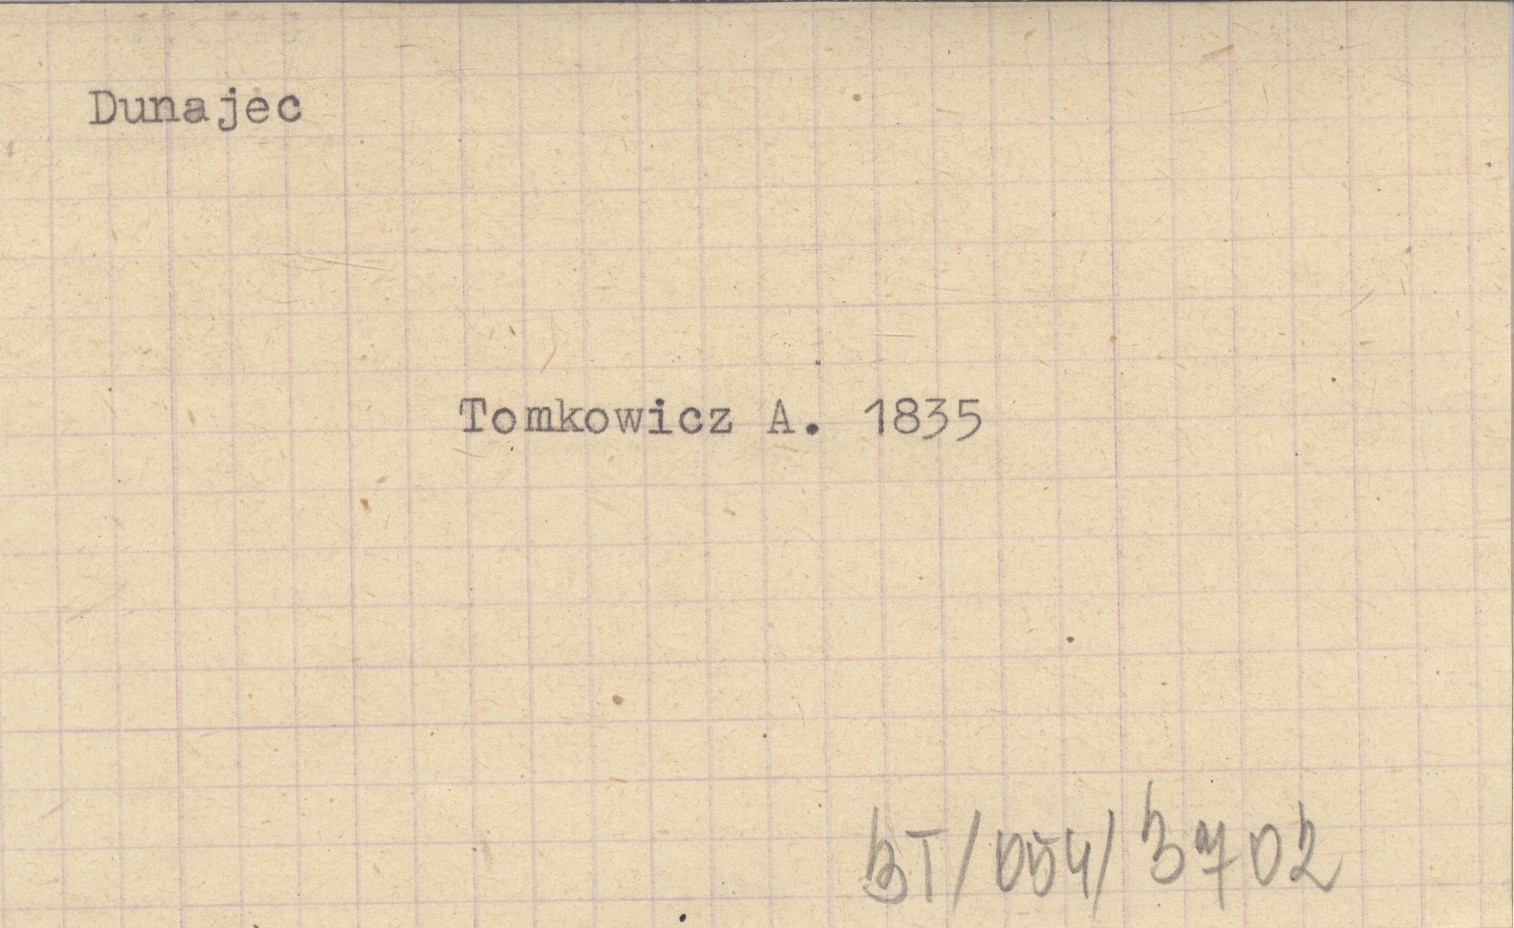 Dunajec
Tomkowicz A. 1835
BT/054/3702